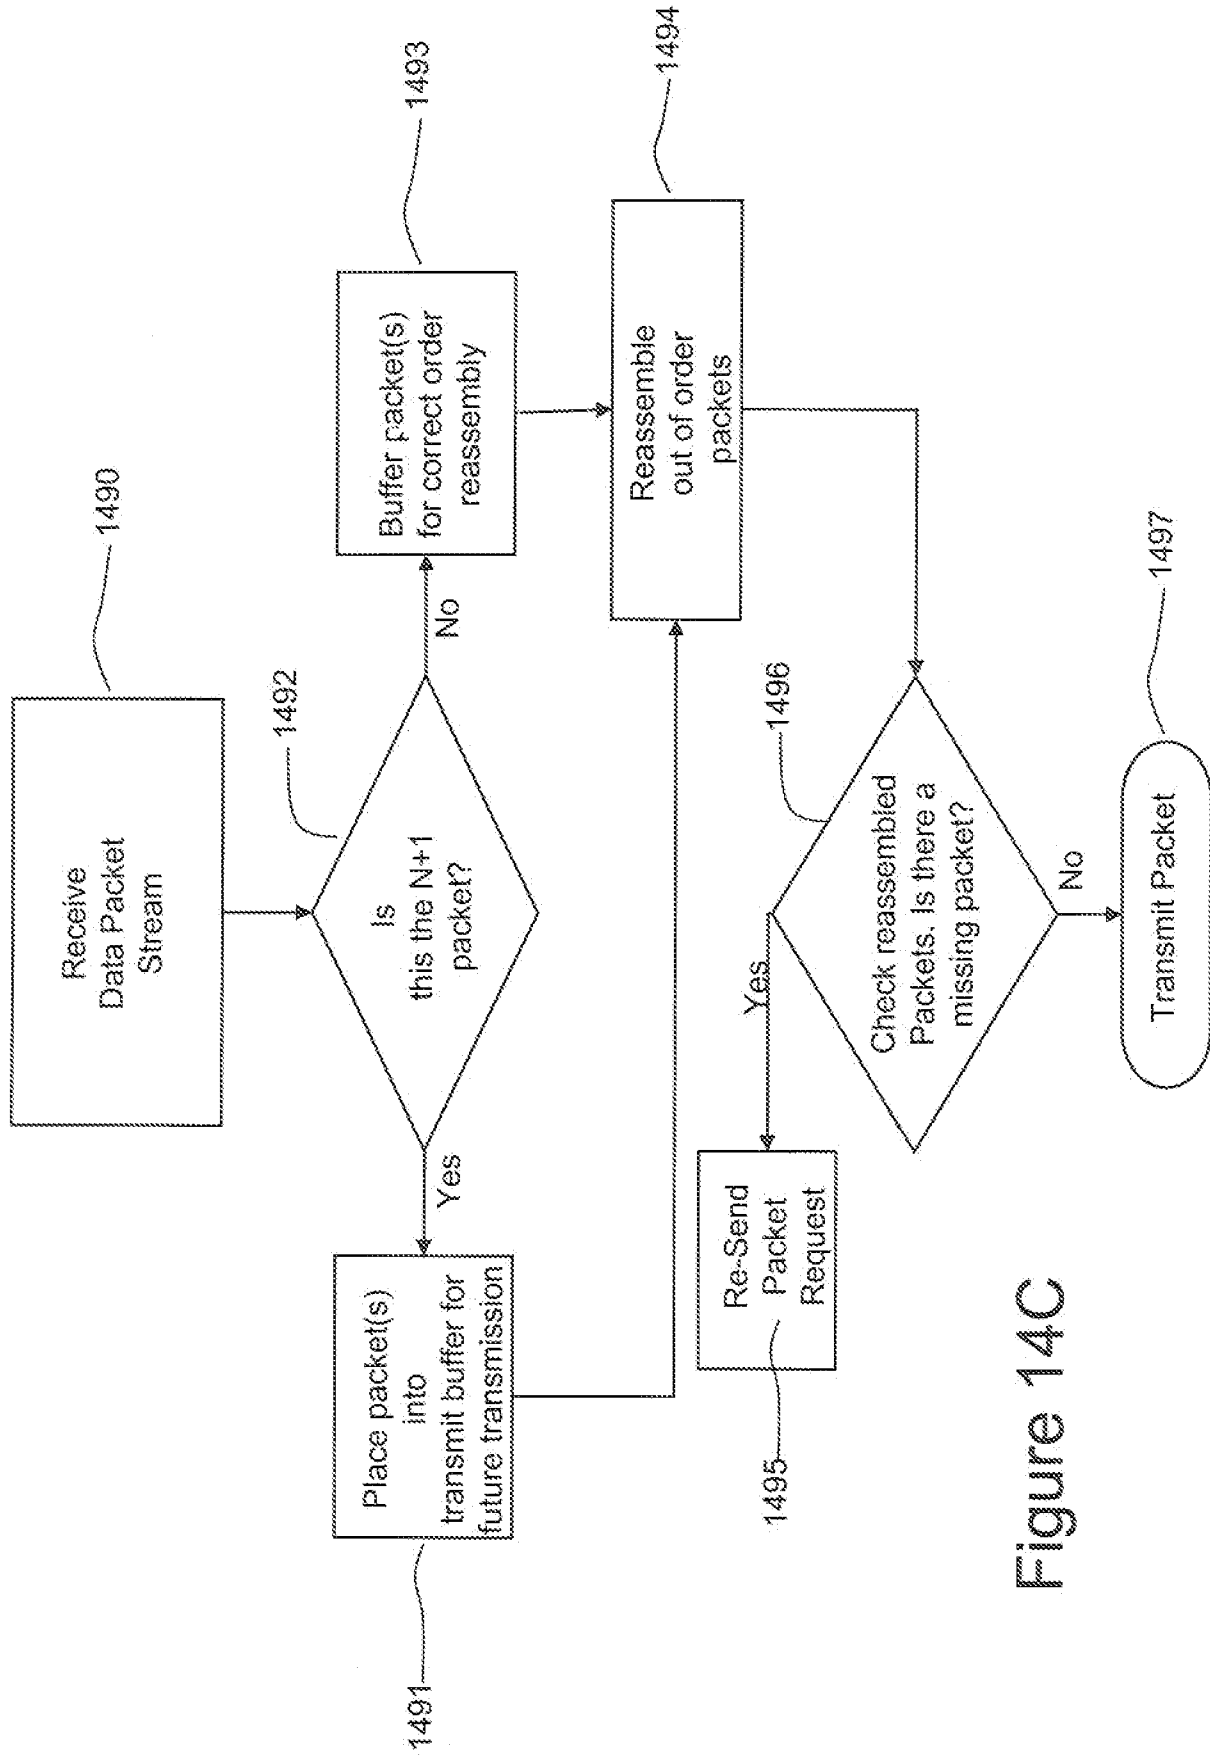 Receive
Data Packet
Stream
1490
Is
this the N+1
packet?
1492
Yes
No
Place packet(s)
into
transmit buffer for
future transmission
1491
Buffer packet(s)
for correct order
reassembly
1493
Reassemble
out of order
packets
1494
Check reassembled
Packets. Is there a
missing packet?
1496
Yes
No
Re-Send
Packet
Request
1495
Transmit Packet
1497
Figure 14C